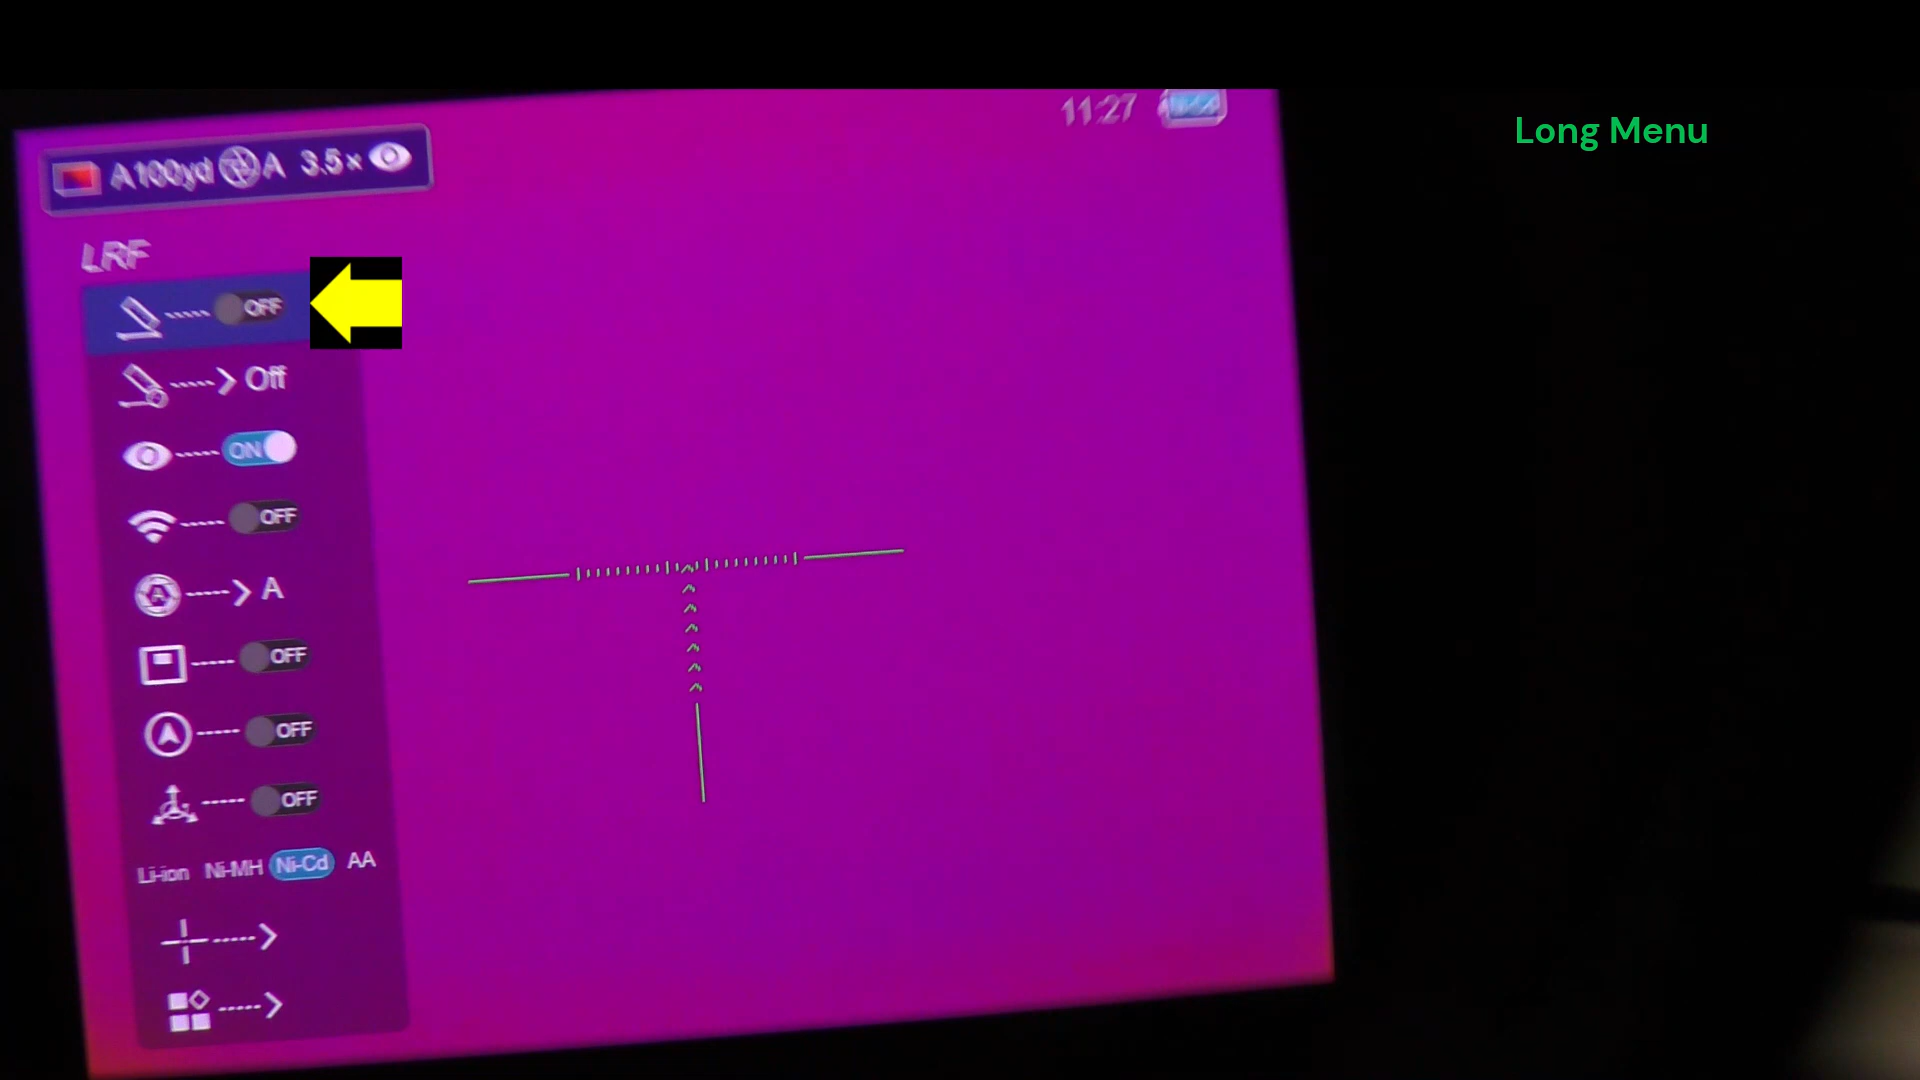 11:27
Long Menu
A100yd A 3.5×
LRF
OFF
Off
ON
OFF
A
OFF
OFF
OFF
Li-ion Ni-MH Ni-Cd AA